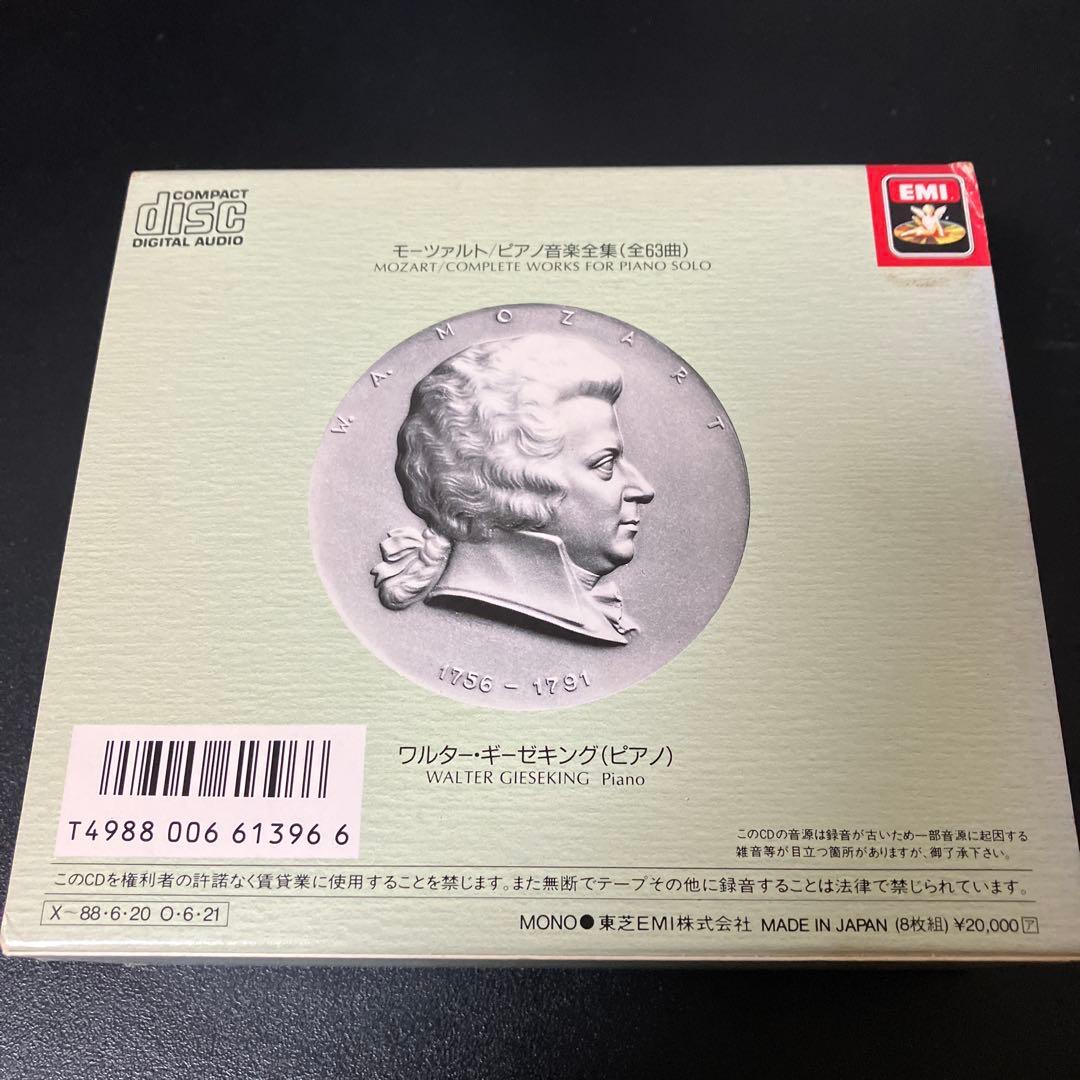 COMPACT
disc
DIGITAL AUDIO
EMI
モーツァルト/ピアノ音楽全集(全63曲)
MOZART/COMPLETE WORKS FOR PIANO SOLO
W. A. MOZART
1756 - 1791
ワルター・ギーゼキング(ピアノ)
WALTER GIESEKING Piano
T4988 006 61396 6
このCDの音源は録音が古いため一部音源に起因する
雑音等が目立つ箇所がありますが、御了承下さい。
このCDを権利者の許諾なく賃貸業に使用することを禁じます。また無断でテープその他に録音することは法律で禁じられています。
X〜88・6・20 O・6・21
MONO●東芝EMI株式会社 MADE IN JAPAN (8枚組) ¥20,000ア